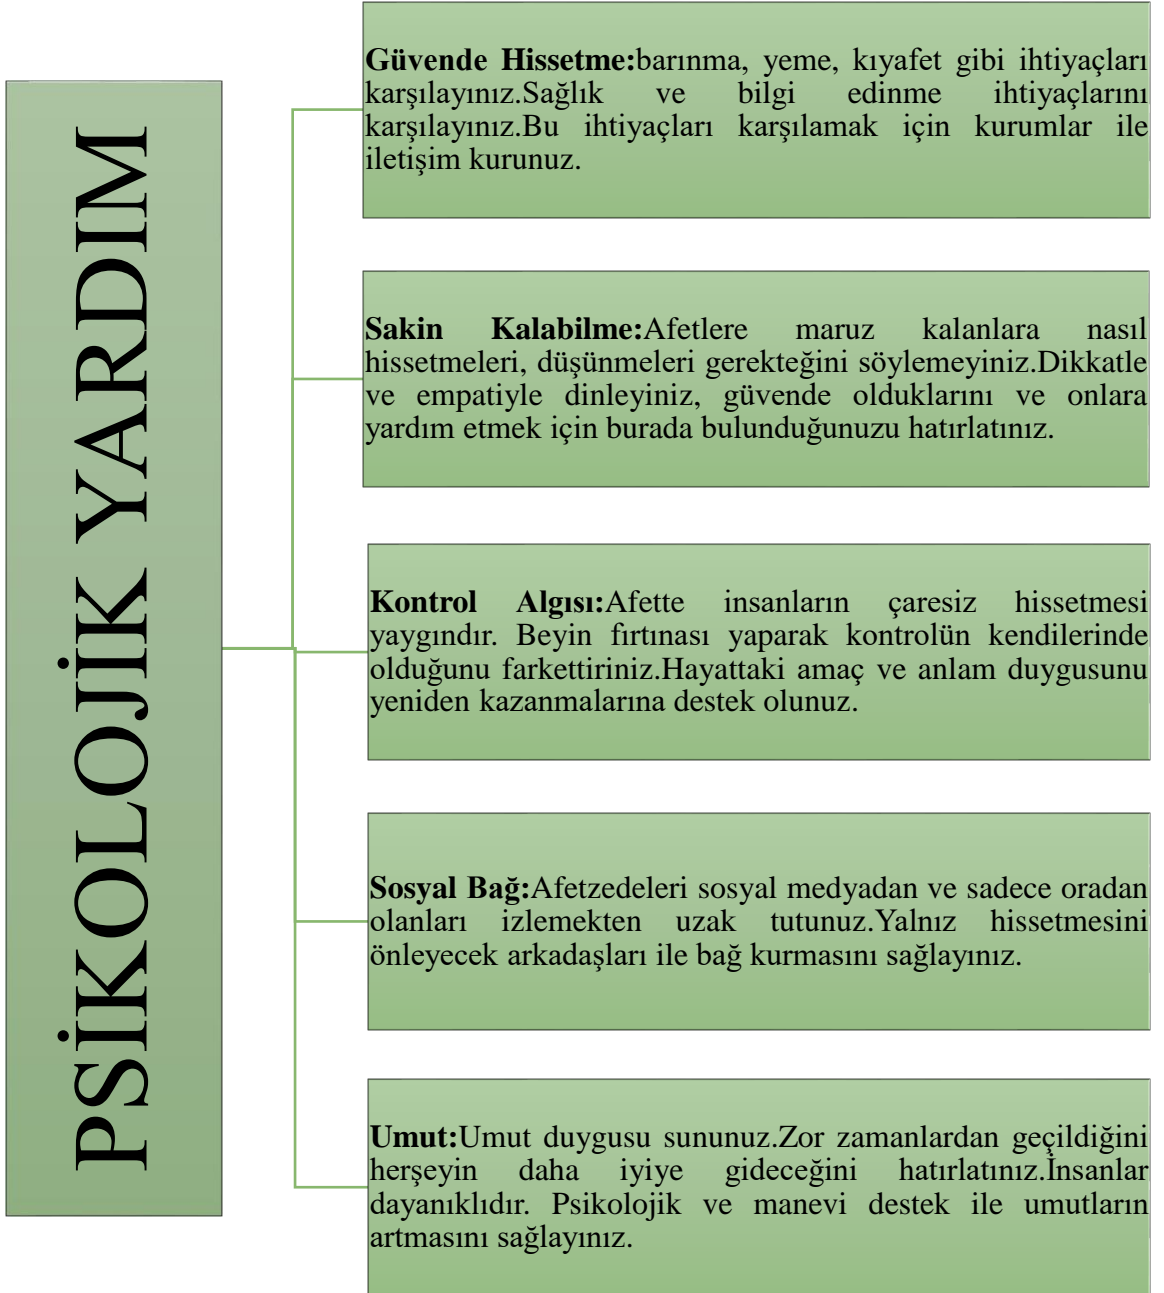 PSİKOLOJİK YARDIM
Güvende Hissetme:barınma, yeme, kıyafet gibi ihtiyaçları
karşılayınız.Sağlık ve bilgi edinme ihtiyaçlarını
karşılayınız.Bu ihtiyaçları karşılamak için kurumlar ile
iletişim kurunuz.
Sakin Kalabilme:Afetlere maruz kalanlara nasıl
hissetmeleri, düşünmeleri gerekteğini söylemeyiniz.Dikkatle
ve empatiyle dinleyiniz, güvende olduklarını ve onlara
yardım etmek için burada bulunduğunuzu hatırlatınız.
Kontrol Algısı:Afette insanların çaresiz hissetmesi
yaygındır. Beyin fırtınası yaparak kontrolün kendilerinde
olduğunu farkettiriniz.Hayattaki amaç ve anlam duygusunu
yeniden kazanmalarına destek olunuz.
Sosyal Bağ:Afetzedeleri sosyal medyadan ve sadece oradan
olanları izlemekten uzak tutunuz.Yalnız hissetmesini
önleyecek arkadaşları ile bağ kurmasını sağlayınız.
Umut:Umut duygusu sununuz.Zor zamanlardan geçildiğini
herşeyin daha iyiye gideceğini hatırlatınız.İnsanlar
dayanıklıdır. Psikolojik ve manevi destek ile umutların
artmasını sağlayınız.